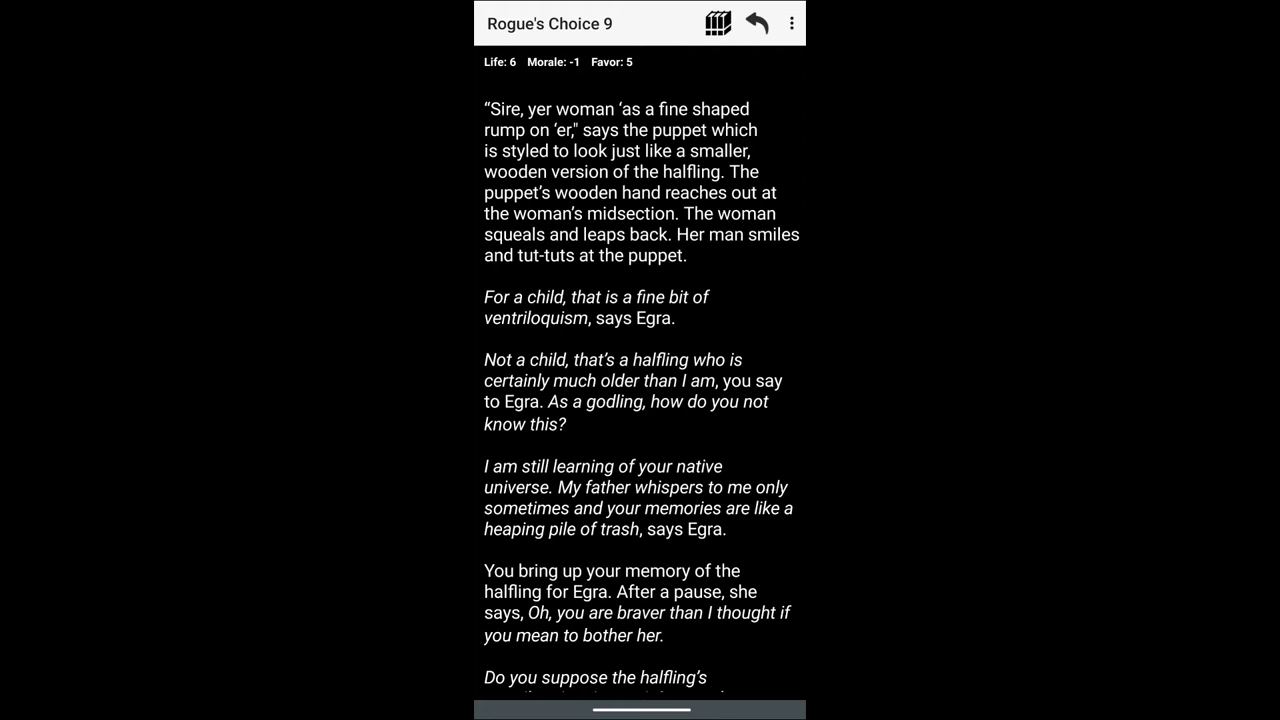 Rogue's Choice 9
Life: 6 Morale: -1 Favor: 5
“Sire, yer woman ‘as a fine shaped
rump on ‘er," says the puppet which
is styled to look just like a smaller,
wooden version of the halfling. The
puppet’s wooden hand reaches out at
the woman’s midsection. The woman
squeals and leaps back. Her man smiles
and tut-tuts at the puppet.
For a child, that is a fine bit of
ventriloquism, says Egra.
Not a child, that’s a halfling who is
certainly much older than I am, you say
to Egra. As a godling, how do you not
know this?
I am still learning of your native
universe. My father whispers to me only
sometimes and your memories are like a
heaping pile of trash, says Egra.
You bring up your memory of the
halfling for Egra. After a pause, she
says, Oh, you are braver than I thought if
you mean to bother her.
Do you suppose the halfling’s